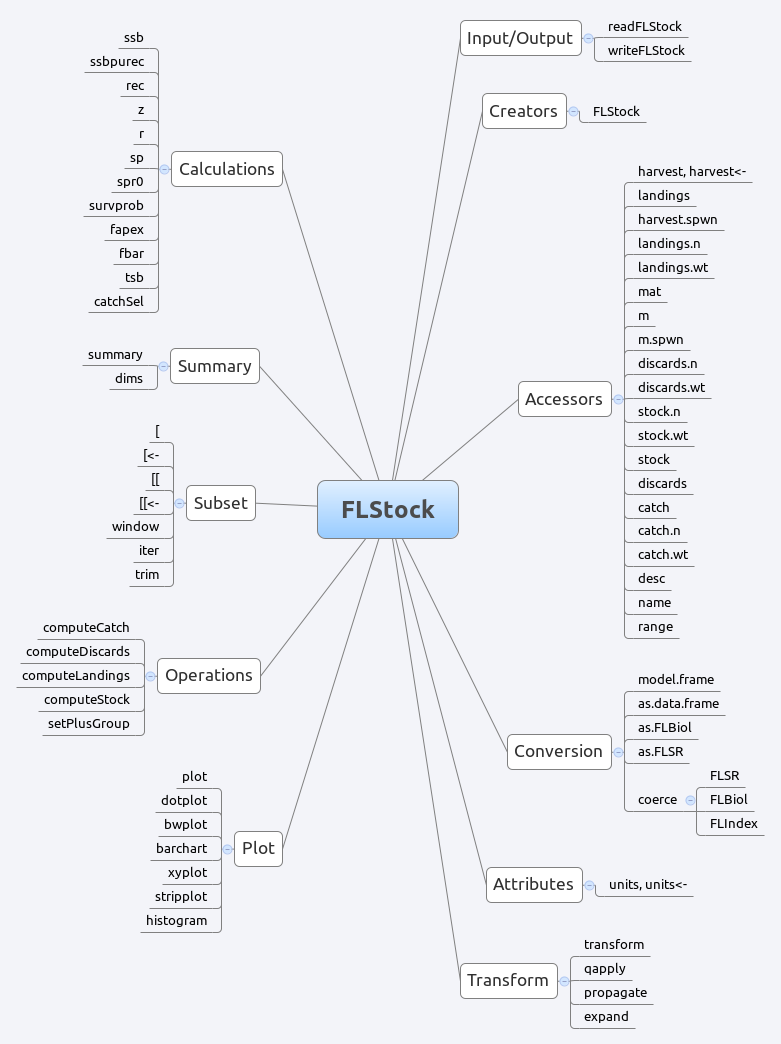 FLStock
Calculations
ssb
ssbpurec
rec
z
r
sp
spr0
survprob
fapex
fbar
tsb
catchSel
Summary
summary
dims
Subset
[
[<-
[[
[[<-
window
iter
trim
Operations
computeCatch
computeDiscards
computeLandings
computeStock
setPlusGroup
Plot
plot
dotplot
bwplot
barchart
xyplot
stripplot
histogram
Input/Output
readFLStock
writeFLStock
Creators
FLStock
Accessors
harvest, harvest<-
landings
harvest.spwn
landings.n
landings.wt
mat
m
m.spwn
discards.n
discards.wt
stock.n
stock.wt
stock
discards
catch
catch.n
catch.wt
desc
name
range
Conversion
model.frame
as.data.frame
as.FLBiol
as.FLSR
coerce
FLSR
FLBiol
FLIndex
Attributes
units, units<-
Transform
transform
qapply
propagate
expand